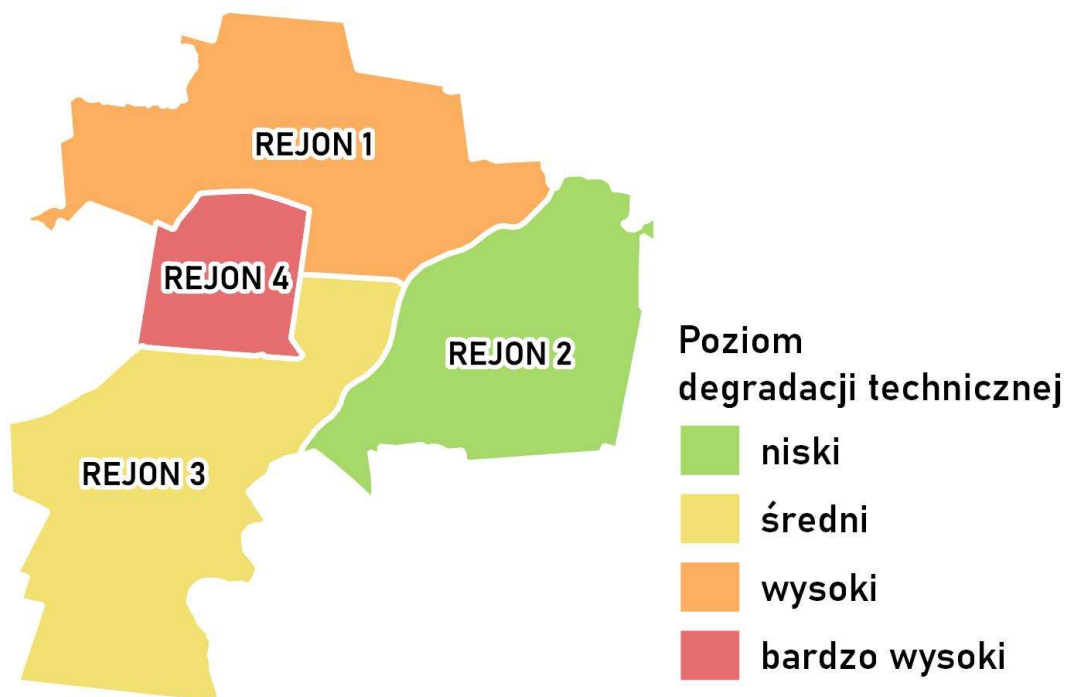 REJON 1
REJON 4
REJON 2
REJON 3
Poziom
degradacji technicznej
niski
średni
wysoki
bardzo wysoki